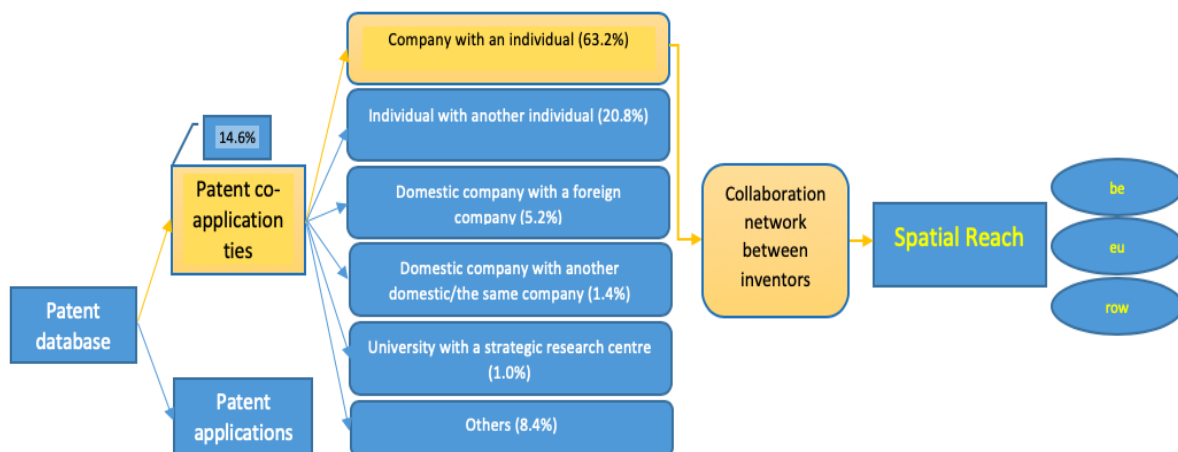 Company with an individual (63.2%)
Individual with another individual (20.8%)
14.6%
Patent co-
application
ties
Domestic company with a foreign
company (5.2%)
Domestic company with another
domestic/the same company (1.4%)
University with a strategic research centre
(1.0%)
Others (8.4%)
Patent
database
Patent
applications
Collaboration
network
between
inventors
Spatial Reach
be
eu
row